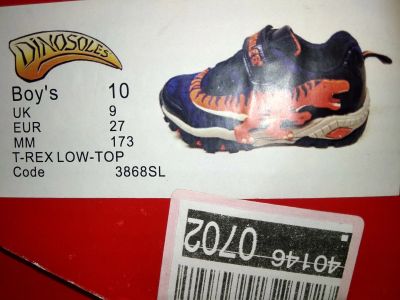 DINOSOLES
Boy's 10
UK 9
EUR 27
MM 173
T-REX LOW-TOP
Code 3868SL
40146 0702